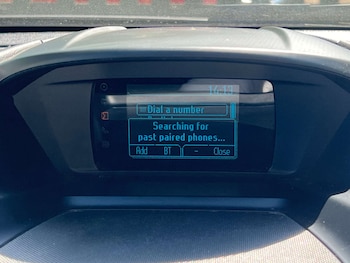 Dial a number
Searching for
past paired phones...
Add BT - Close